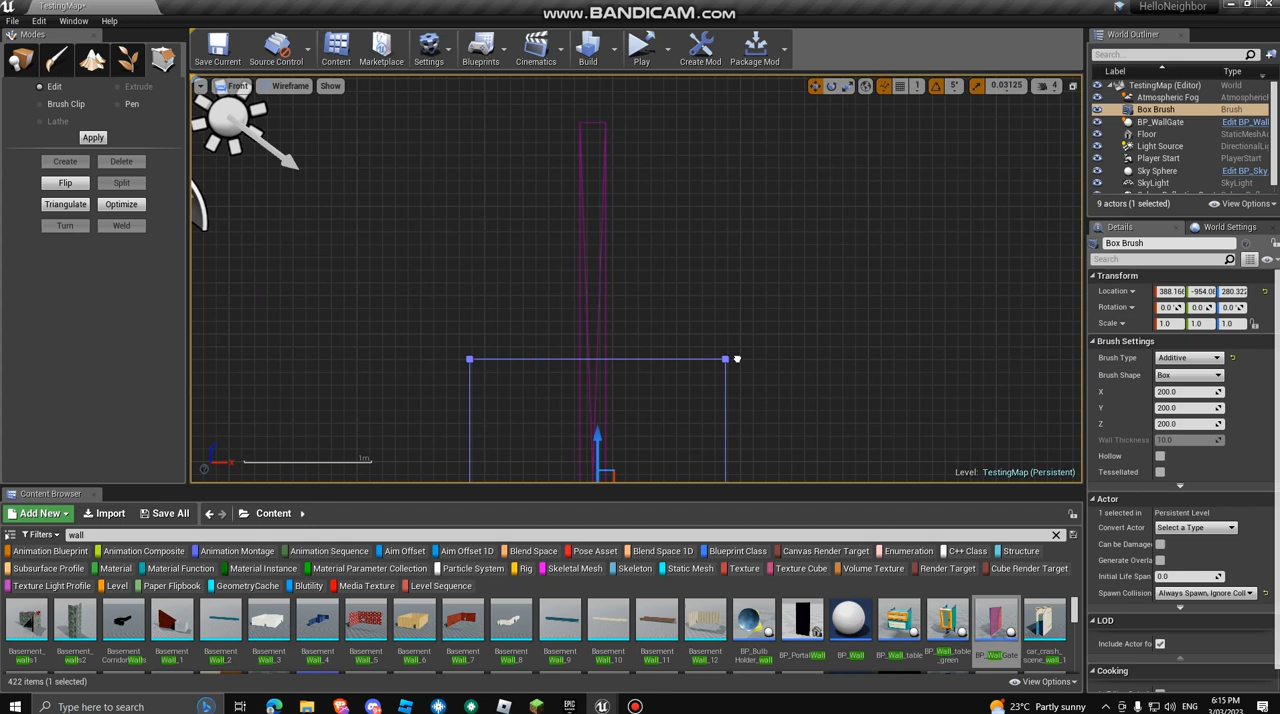 TestingMap*
www.BANDICAM.com
HelloNeighbor
File Edit Window Help
Modes
Edit Extrude
Brush Clip Pen
Lathe
Apply
Create Delete
Flip Split
Triangulate Optimize
Turn Weld
Save Current Source Control Content Marketplace Settings Blueprints Cinematics Build Play Create Mod Package Mod
Front Wireframe Show
5° 0.03125 4
1m
Level: TestingMap (Persistent)
World Outliner
Search...
Label Type
TestingMap (Editor) World
Atmospheric Fog Atmospheric
Box Brush Brush
BP_WallGate Edit BP_Wall
Floor StaticMeshAc
Light Source DirectionalLi
Player Start PlayerStart
Sky Sphere Edit BP_Sky
SkyLight SkyLight
9 actors (1 selected) View Options
Details World Settings
Box Brush
Search
Transform
Location 388.166 -954.08 280.322
Rotation 0.0 ° 0.0 ° 0.0 °
Scale 1.0 1.0 1.0
Brush Settings
Brush Type Additive
Brush Shape Box
X 200.0
Y 200.0
Z 200.0
Wall Thickness 10.0
Hollow
Tessellated
Actor
1 selected in Persistent Level
Convert Actor Select a Type
Can be Damage
Generate Overla
Initial Life Span 0.0
Spawn Collision Always Spawn, Ignore Coll
LOD
Include Actor fo
Cooking
Content Browser
Add New Import Save All Content
Filters wall
Animation Blueprint Animation Composite Animation Montage Animation Sequence Aim Offset Aim Offset 1D Blend Space Pose Asset Blend Space 1D Blueprint Class Canvas Render Target Enumeration C++ Class Structure
Subsurface Profile Material Material Function Material Instance Material Parameter Collection Particle System Rig Skeletal Mesh Skeleton Static Mesh Texture Texture Cube Volume Texture Render Target Cube Render Target
Texture Light Profile Level Paper Flipbook GeometryCache Blutility Media Texture Level Sequence
Basement_walls1 Basement_walls2 Basement CorridorWalls Basement Wall_1 Basement Wall_2 Basement Wall_3 Basement Wall_4 Basement Wall_5 Basement Wall_6 Basement Wall_7 Basement Wall_8 Basement Wall_9 Basement Wall_10 Basement Wall_11 Basement Wall_12 BP_Bulb Holder_wall BP_PortalWall BP_Wall BP_Wall_table BP_Wall_table_green BP_WallGate car_crash_scene_wall_1
422 items (1 selected) View Options
Type here to search
23°C Partly sunny
6:15 PM
3/03/2023